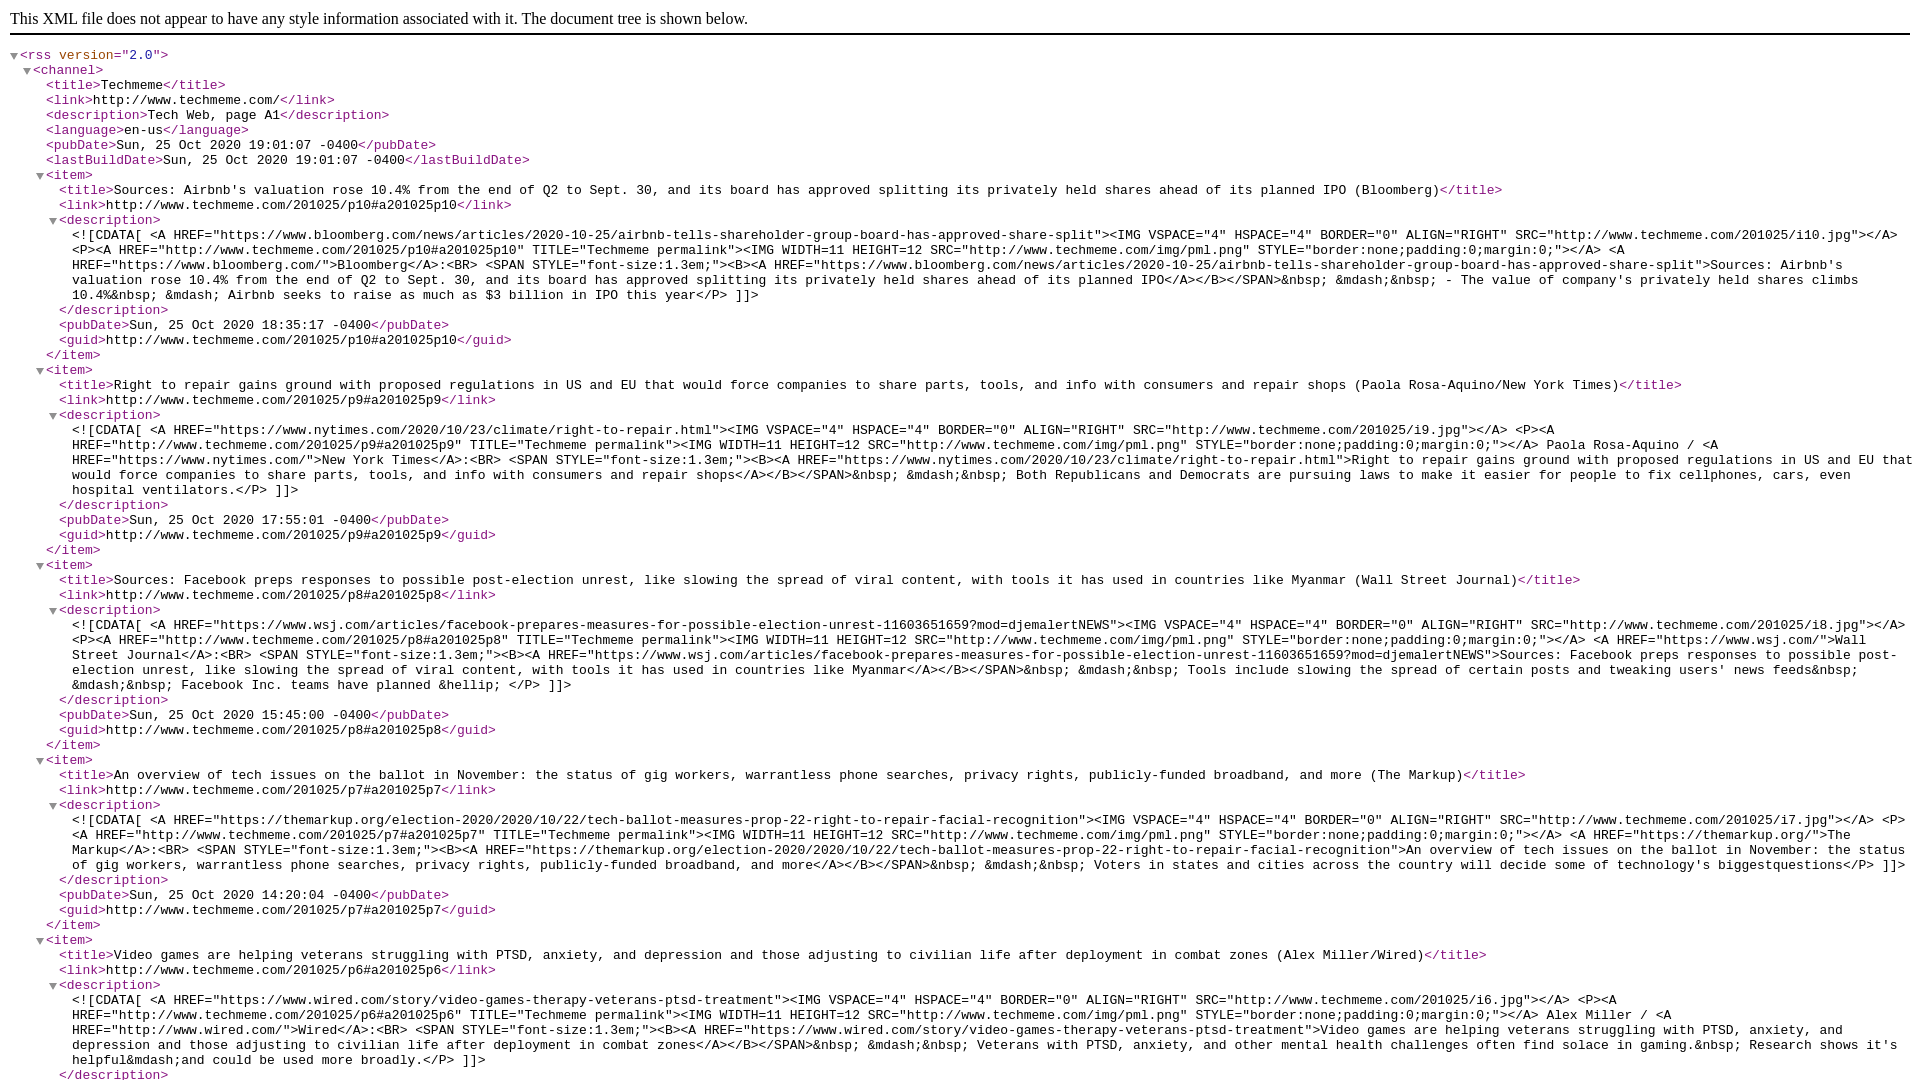 This XML file does not appear to have any style information associated with it. The document tree is shown below.
<rss version="2.0">
<channel>
<title>Techmeme</title>
<link>http://www.techmeme.com/</link>
<description>Tech Web, page A1</description>
<language>en-us</language>
<pubDate>Sun, 25 Oct 2020 19:01:07 -0400</pubDate>
<lastBuildDate>Sun, 25 Oct 2020 19:01:07 -0400</lastBuildDate>
<item>
<title>Sources: Airbnb's valuation rose 10.4% from the end of Q2 to Sept. 30, and its board has approved splitting its privately held shares ahead of its planned IPO (Bloomberg)</title>
<link>http://www.techmeme.com/201025/p10#a201025p10</link>
<description>
<![CDATA[ <A HREF="https://www.bloomberg.com/news/articles/2020-10-25/airbnb-tells-shareholder-group-board-has-approved-share-split"><IMG VSPACE="4" HSPACE="4" BORDER="0" ALIGN="RIGHT" SRC="http://www.techmeme.com/201025/i10.jpg"></A>
<P><A HREF="http://www.techmeme.com/201025/p10#a201025p10" TITLE="Techmeme permalink"><IMG WIDTH=11 HEIGHT=12 SRC="http://www.techmeme.com/img/pml.png" STYLE="border:none;padding:0;margin:0;"></A> <A
HREF="https://www.bloomberg.com/">Bloomberg</A>:<BR> <SPAN STYLE="font-size:1.3em;"><B><A HREF="https://www.bloomberg.com/news/articles/2020-10-25/airbnb-tells-shareholder-group-board-has-approved-share-split">Sources: Airbnb's
valuation rose 10.4% from the end of Q2 to Sept. 30, and its board has approved splitting its privately held shares ahead of its planned IPO</A></B></SPAN>&nbsp; &mdash;&nbsp; - The value of company's privately held shares climbs
10.4%&nbsp; &mdash; Airbnb seeks to raise as much as $3 billion in IPO this year</P> ]]>
</description>
<pubDate>Sun, 25 Oct 2020 18:35:17 -0400</pubDate>
<guid>http://www.techmeme.com/201025/p10#a201025p10</guid>
</item>
<item>
<title>Right to repair gains ground with proposed regulations in US and EU that would force companies to share parts, tools, and info with consumers and repair shops (Paola Rosa-Aquino/New York Times)</title>
<link>http://www.techmeme.com/201025/p9#a201025p9</link>
<description>
<![CDATA[ <A HREF="https://www.nytimes.com/2020/10/23/climate/right-to-repair.html"><IMG VSPACE="4" HSPACE="4" BORDER="0" ALIGN="RIGHT" SRC="http://www.techmeme.com/201025/i9.jpg"></A> <P><A
HREF="http://www.techmeme.com/201025/p9#a201025p9" TITLE="Techmeme permalink"><IMG WIDTH=11 HEIGHT=12 SRC="http://www.techmeme.com/img/pml.png" STYLE="border:none;padding:0;margin:0;"></A> Paola Rosa-Aquino / <A
HREF="https://www.nytimes.com/">New York Times</A>:<BR> <SPAN STYLE="font-size:1.3em;"><B><A HREF="https://www.nytimes.com/2020/10/23/climate/right-to-repair.html">Right to repair gains ground with proposed regulations in US and EU that
would force companies to share parts, tools, and info with consumers and repair shops</A></B></SPAN>&nbsp; &mdash;&nbsp; Both Republicans and Democrats are pursuing laws to make it easier for people to fix cellphones, cars, even
hospital ventilators.</P> ]]>
</description>
<pubDate>Sun, 25 Oct 2020 17:55:01 -0400</pubDate>
<guid>http://www.techmeme.com/201025/p9#a201025p9</guid>
</item>
<item>
<title>Sources: Facebook preps responses to possible post-election unrest, like slowing the spread of viral content, with tools it has used in countries like Myanmar (Wall Street Journal)</title>
<link>http://www.techmeme.com/201025/p8#a201025p8</link>
<description>
<![CDATA[ <A HREF="https://www.wsj.com/articles/facebook-prepares-measures-for-possible-election-unrest-11603651659?mod=djemalertNEWS"><IMG VSPACE="4" HSPACE="4" BORDER="0" ALIGN="RIGHT" SRC="http://www.techmeme.com/201025/i8.jpg"></A>
<P><A HREF="http://www.techmeme.com/201025/p8#a201025p8" TITLE="Techmeme permalink"><IMG WIDTH=11 HEIGHT=12 SRC="http://www.techmeme.com/img/pml.png" STYLE="border:none;padding:0;margin:0;"></A> <A HREF="https://www.wsj.com/">Wall
Street Journal</A>:<BR> <SPAN STYLE="font-size:1.3em;"><B><A HREF="https://www.wsj.com/articles/facebook-prepares-measures-for-possible-election-unrest-11603651659?mod=djemalertNEWS">Sources: Facebook preps responses to possible post-
election unrest, like slowing the spread of viral content, with tools it has used in countries like Myanmar</A></B></SPAN>&nbsp; &mdash;&nbsp; Tools include slowing the spread of certain posts and tweaking users' news feeds&nbsp;
&mdash;&nbsp; Facebook Inc. teams have planned &hellip; </P> ]]>
</description>
<pubDate>Sun, 25 Oct 2020 15:45:00 -0400</pubDate>
<guid>http://www.techmeme.com/201025/p8#a201025p8</guid>
</item>
<item>
<title>An overview of tech issues on the ballot in November: the status of gig workers, warrantless phone searches, privacy rights, publicly-funded broadband, and more (The Markup)</title>
<link>http://www.techmeme.com/201025/p7#a201025p7</link>
<description>
<![CDATA[ <A HREF="https://themarkup.org/election-2020/2020/10/22/tech-ballot-measures-prop-22-right-to-repair-facial-recognition"><IMG VSPACE="4" HSPACE="4" BORDER="0" ALIGN="RIGHT" SRC="http://www.techmeme.com/201025/i7.jpg"></A> <P>
<A HREF="http://www.techmeme.com/201025/p7#a201025p7" TITLE="Techmeme permalink"><IMG WIDTH=11 HEIGHT=12 SRC="http://www.techmeme.com/img/pml.png" STYLE="border:none;padding:0;margin:0;"></A> <A HREF="https://themarkup.org/">The
Markup</A>:<BR> <SPAN STYLE="font-size:1.3em;"><B><A HREF="https://themarkup.org/election-2020/2020/10/22/tech-ballot-measures-prop-22-right-to-repair-facial-recognition">An overview of tech issues on the ballot in November: the status
of gig workers, warrantless phone searches, privacy rights, publicly-funded broadband, and more</A></B></SPAN>&nbsp; &mdash;&nbsp; Voters in states and cities across the country will decide some of technology's biggestquestions</P> ]]>
</description>
<pubDate>Sun, 25 Oct 2020 14:20:04 -0400</pubDate>
<guid>http://www.techmeme.com/201025/p7#a201025p7</guid>
</item>
<item>
<title>Video games are helping veterans struggling with PTSD, anxiety, and depression and those adjusting to civilian life after deployment in combat zones (Alex Miller/Wired)</title>
<link>http://www.techmeme.com/201025/p6#a201025p6</link>
<description>
<![CDATA[ <A HREF="https://www.wired.com/story/video-games-therapy-veterans-ptsd-treatment"><IMG VSPACE="4" HSPACE="4" BORDER="0" ALIGN="RIGHT" SRC="http://www.techmeme.com/201025/i6.jpg"></A> <P><A
HREF="http://www.techmeme.com/201025/p6#a201025p6" TITLE="Techmeme permalink"><IMG WIDTH=11 HEIGHT=12 SRC="http://www.techmeme.com/img/pml.png" STYLE="border:none;padding:0;margin:0;"></A> Alex Miller / <A
HREF="http://www.wired.com/">Wired</A>:<BR> <SPAN STYLE="font-size:1.3em;"><B><A HREF="https://www.wired.com/story/video-games-therapy-veterans-ptsd-treatment">Video games are helping veterans struggling with PTSD, anxiety, and
depression and those adjusting to civilian life after deployment in combat zones</A></B></SPAN>&nbsp; &mdash;&nbsp; Veterans with PTSD, anxiety, and other mental health challenges often find solace in gaming.&nbsp; Research shows it's
helpful&mdash;and could be used more broadly.</P> ]]>
</description>